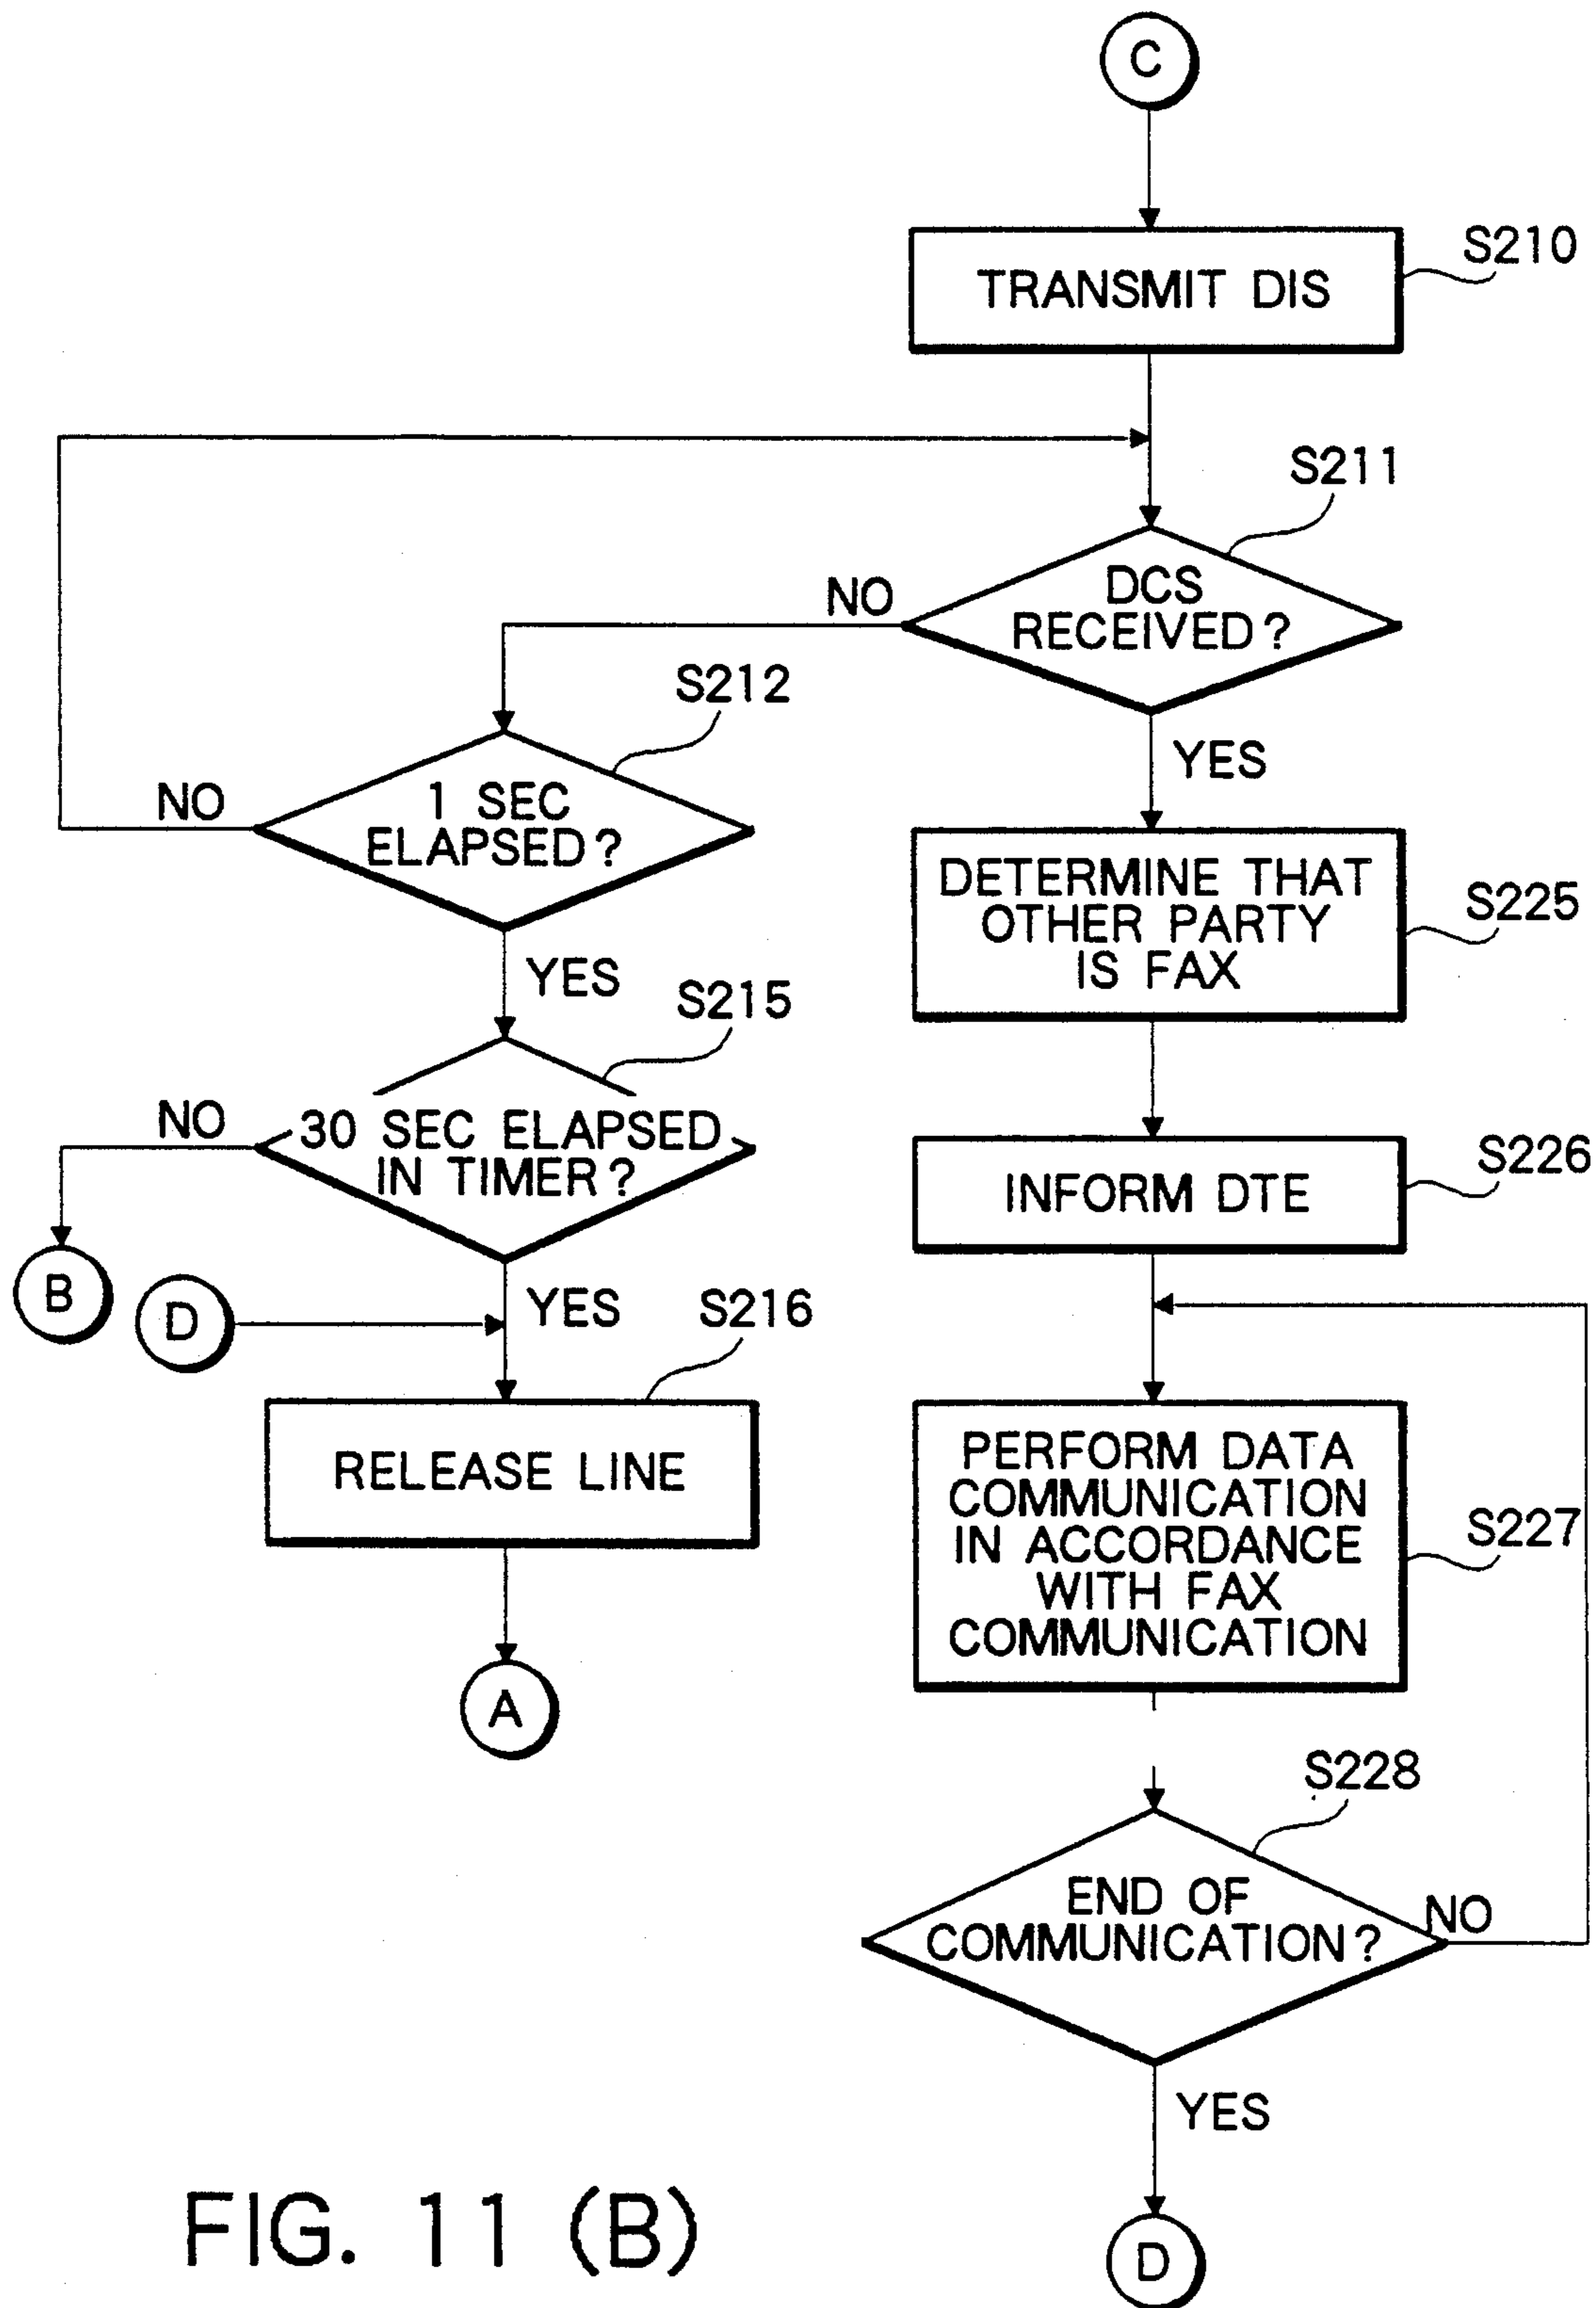 C
TRANSMIT DIS
S210
S211
DCS
RECEIVED?
NO
YES
S212
1 SEC
ELAPSED?
NO
YES
DETERMINE THAT
OTHER PARTY
IS FAX
S225
S215
30 SEC ELAPSED
IN TIMER?
NO
B
D
YES
INFORM DTE
S226
S216
RELEASE LINE
A
PERFORM DATA
COMMUNICATION
IN ACCORDANCE
WITH FAX
COMMUNICATION
S227
S228
END OF
COMMUNICATION?
NO
YES
D
FIG. 11 (B)